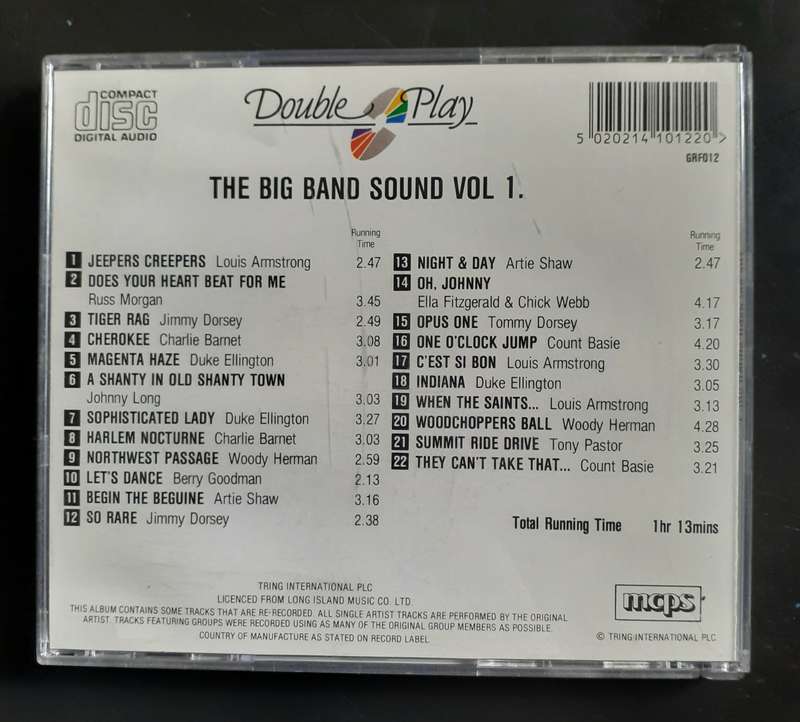 COMPACT
disc
DIGITAL AUDIO
Double Play
5 020214 101220 >
GRF012
THE BIG BAND SOUND VOL 1.
Running
Time
1 JEEPERS CREEPERS Louis Armstrong 2.47
2 DOES YOUR HEART BEAT FOR ME
Russ Morgan 3.45
3 TIGER RAG Jimmy Dorsey 2.49
4 CHEROKEE Charlie Barnet 3.08
5 MAGENTA HAZE Duke Ellington 3.01
6 A SHANTY IN OLD SHANTY TOWN
Johnny Long 3.03
7 SOPHISTICATED LADY Duke Ellington 3.27
8 HARLEM NOCTURNE Charlie Barnet 3.03
9 NORTHWEST PASSAGE Woody Herman 2.59
10 LET'S DANCE Berry Goodman 2.13
11 BEGIN THE BEGUINE Artie Shaw 3.16
12 SO RARE Jimmy Dorsey 2.38
Running
Time
13 NIGHT & DAY Artie Shaw 2.47
14 OH, JOHNNY
Ella Fitzgerald & Chick Webb 4.17
15 OPUS ONE Tommy Dorsey 3.17
16 ONE O'CLOCK JUMP Count Basie 4.20
17 C'EST SI BON Louis Armstrong 3.30
18 INDIANA Duke Ellington 3.05
19 WHEN THE SAINTS... Louis Armstrong 3.13
20 WOODCHOPPERS BALL Woody Herman 4.28
21 SUMMIT RIDE DRIVE Tony Pastor 3.25
22 THEY CAN'T TAKE THAT... Count Basie 3.21
Total Running Time 1hr 13mins
TRING INTERNATIONAL PLC
LICENCED FROM LONG ISLAND MUSIC CO. LTD.
THIS ALBUM CONTAINS SOME TRACKS THAT ARE RE-RECORDED. ALL SINGLE ARTIST TRACKS ARE PERFORMED BY THE ORIGINAL
ARTIST. TRACKS FEATURING GROUPS WERE RECORDED USING AS MANY OF THE ORIGINAL GROUP MEMBERS AS POSSIBLE.
COUNTRY OF MANUFACTURE AS STATED ON RECORD LABEL.
mcps
© TRING INTERNATIONAL PLC